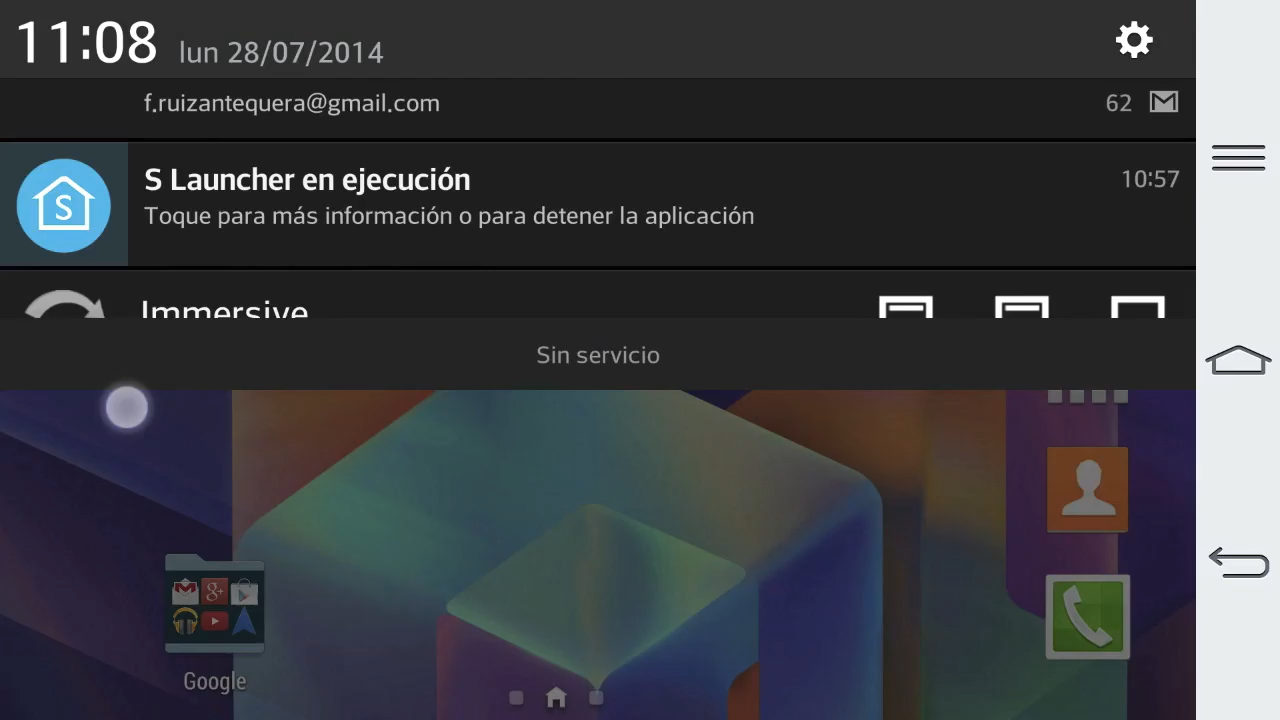 11:08 lun 28/07/2014
f.ruizantequera@gmail.com 62
S Launcher en ejecución 10:57
S
Toque para más información o para detener la aplicación
Immersive
Sin servicio
g+
Google